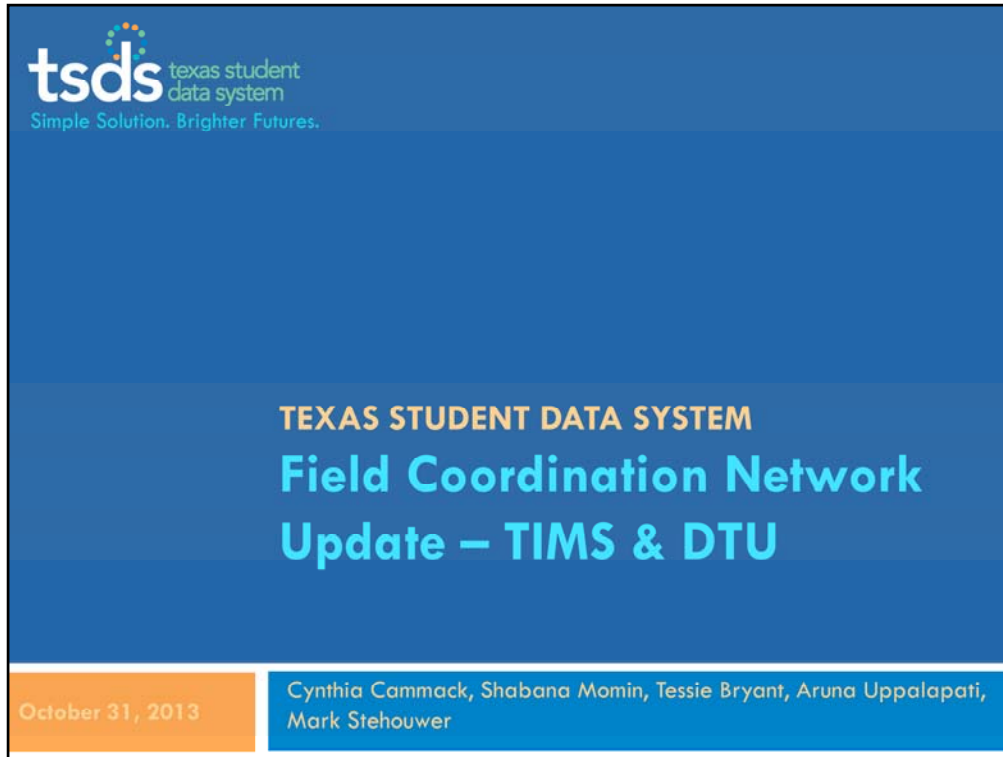 tsds texas student
data system
Simple Solution. Brighter Futures.
TEXAS STUDENT DATA SYSTEM
Field Coordination Network
Update – TIMS & DTU
October 31, 2013
Cynthia Cammack, Shabana Momin, Tessie Bryant, Aruna Uppalapati,
Mark Stehouwer